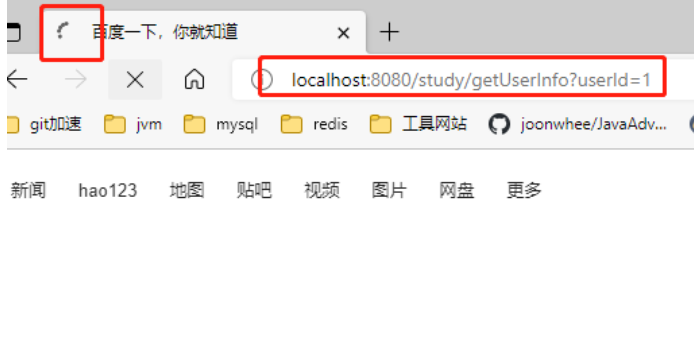 百度一下，你就知道
localhost:8080/study/getUserInfo?userId=1
git加速 jvm mysql redis 工具网站 joonwhee/JavaAdv...
新闻 hao123 地图 贴吧 视频 图片 网盘 更多